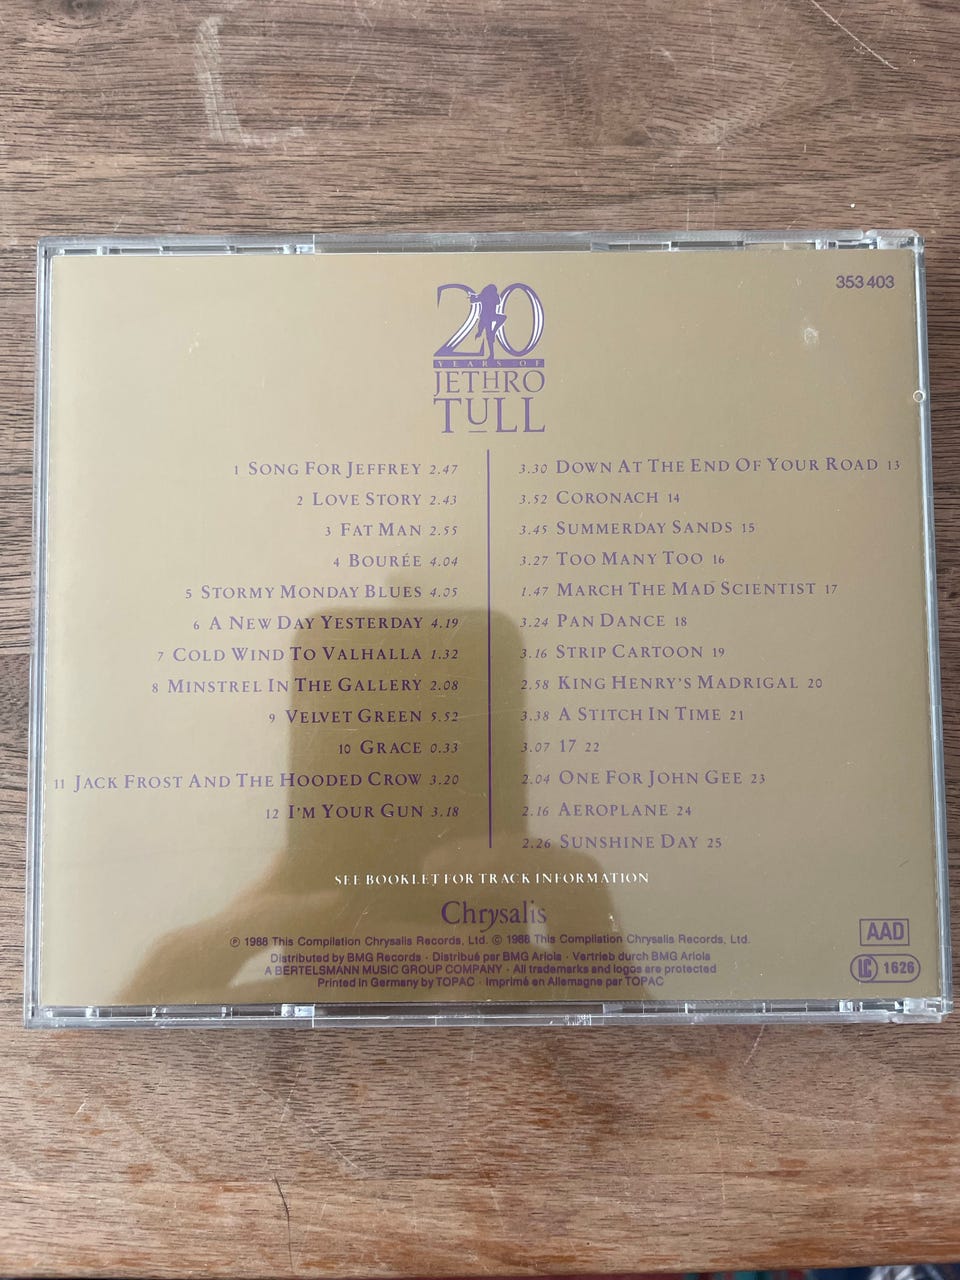 353 403
20
YEARS OF
JETHRO
TULL
1 SONG FOR JEFFREY 2.47
2 LOVE STORY 2.43
3 FAT MAN 2.55
4 BOURÉE 4.04
5 STORMY MONDAY BLUES 4.05
6 A NEW DAY YESTERDAY 4.19
7 COLD WIND TO VALHALLA 1.32
8 MINSTREL IN THE GALLERY 2.08
9 VELVET GREEN 5.52
10 GRACE 0.33
11 JACK FROST AND THE HOODED CROW 3.20
12 I'M YOUR GUN 3.18
3.30 DOWN AT THE END OF YOUR ROAD 13
3.52 CORONACH 14
3.45 SUMMERDAY SANDS 15
3.27 TOO MANY TOO 16
1.47 MARCH THE MAD SCIENTIST 17
3.24 PAN DANCE 18
3.16 STRIP CARTOON 19
2.58 KING HENRY'S MADRIGAL 20
3.38 A STITCH IN TIME 21
3.07 17 22
2.04 ONE FOR JOHN GEE 23
2.16 AEROPLANE 24
2.26 SUNSHINE DAY 25
SEE BOOKLET FOR TRACK INFORMATION
Chrysalis
℗ 1988 This Compilation Chrysalis Records, Ltd. © 1988 This Compilation Chrysalis Records, Ltd.
Distributed by BMG Records · Distribué par BMG Ariola · Vertrieb durch BMG Ariola
A BERTELSMANN MUSIC GROUP COMPANY · All trademarks and logos are protected
Printed in Germany by TOPAC · Imprimé en Allemagne par TOPAC
AAD
LC 1626